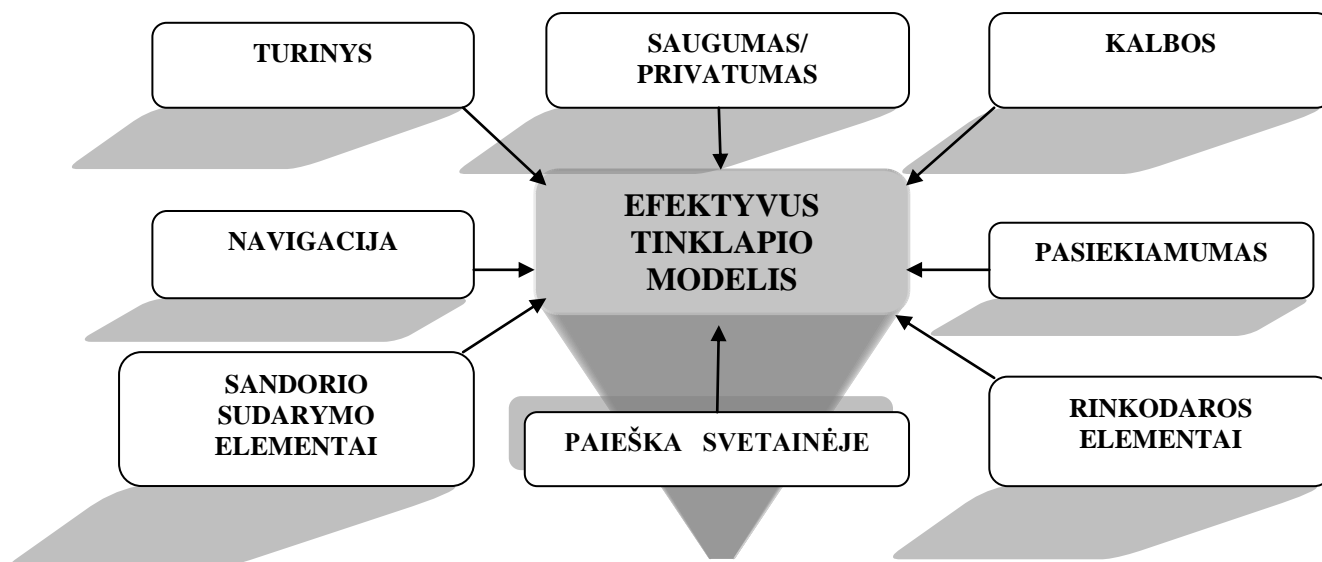 TURINYS
SAUGUMAS/
PRIVATUMAS
KALBOS
EFEKTYVUS
TINKLAPIO
MODELIS
NAVIGACIJA
PASIEKIAMUMAS
SANDORIO
SUDARYMO
ELEMENTAI
PAIEŠKA SVETAINĖJE
RINKODAROS
ELEMENTAI